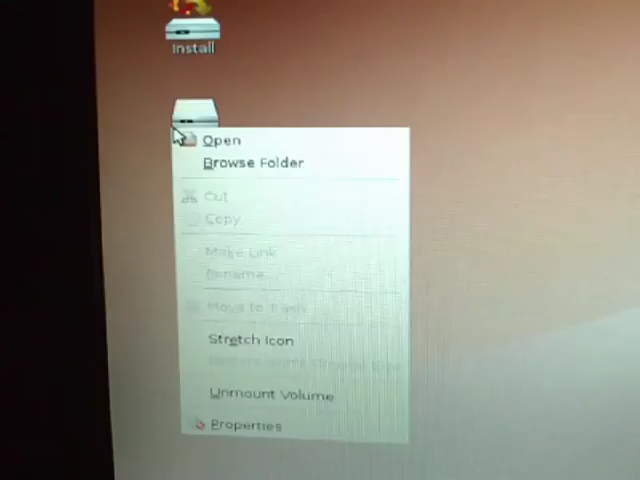 Install
Open
Browse Folder
Cut
Copy
Make Link
Rename...
Move to Trash
Stretch Icon
Unmount Volume
Properties